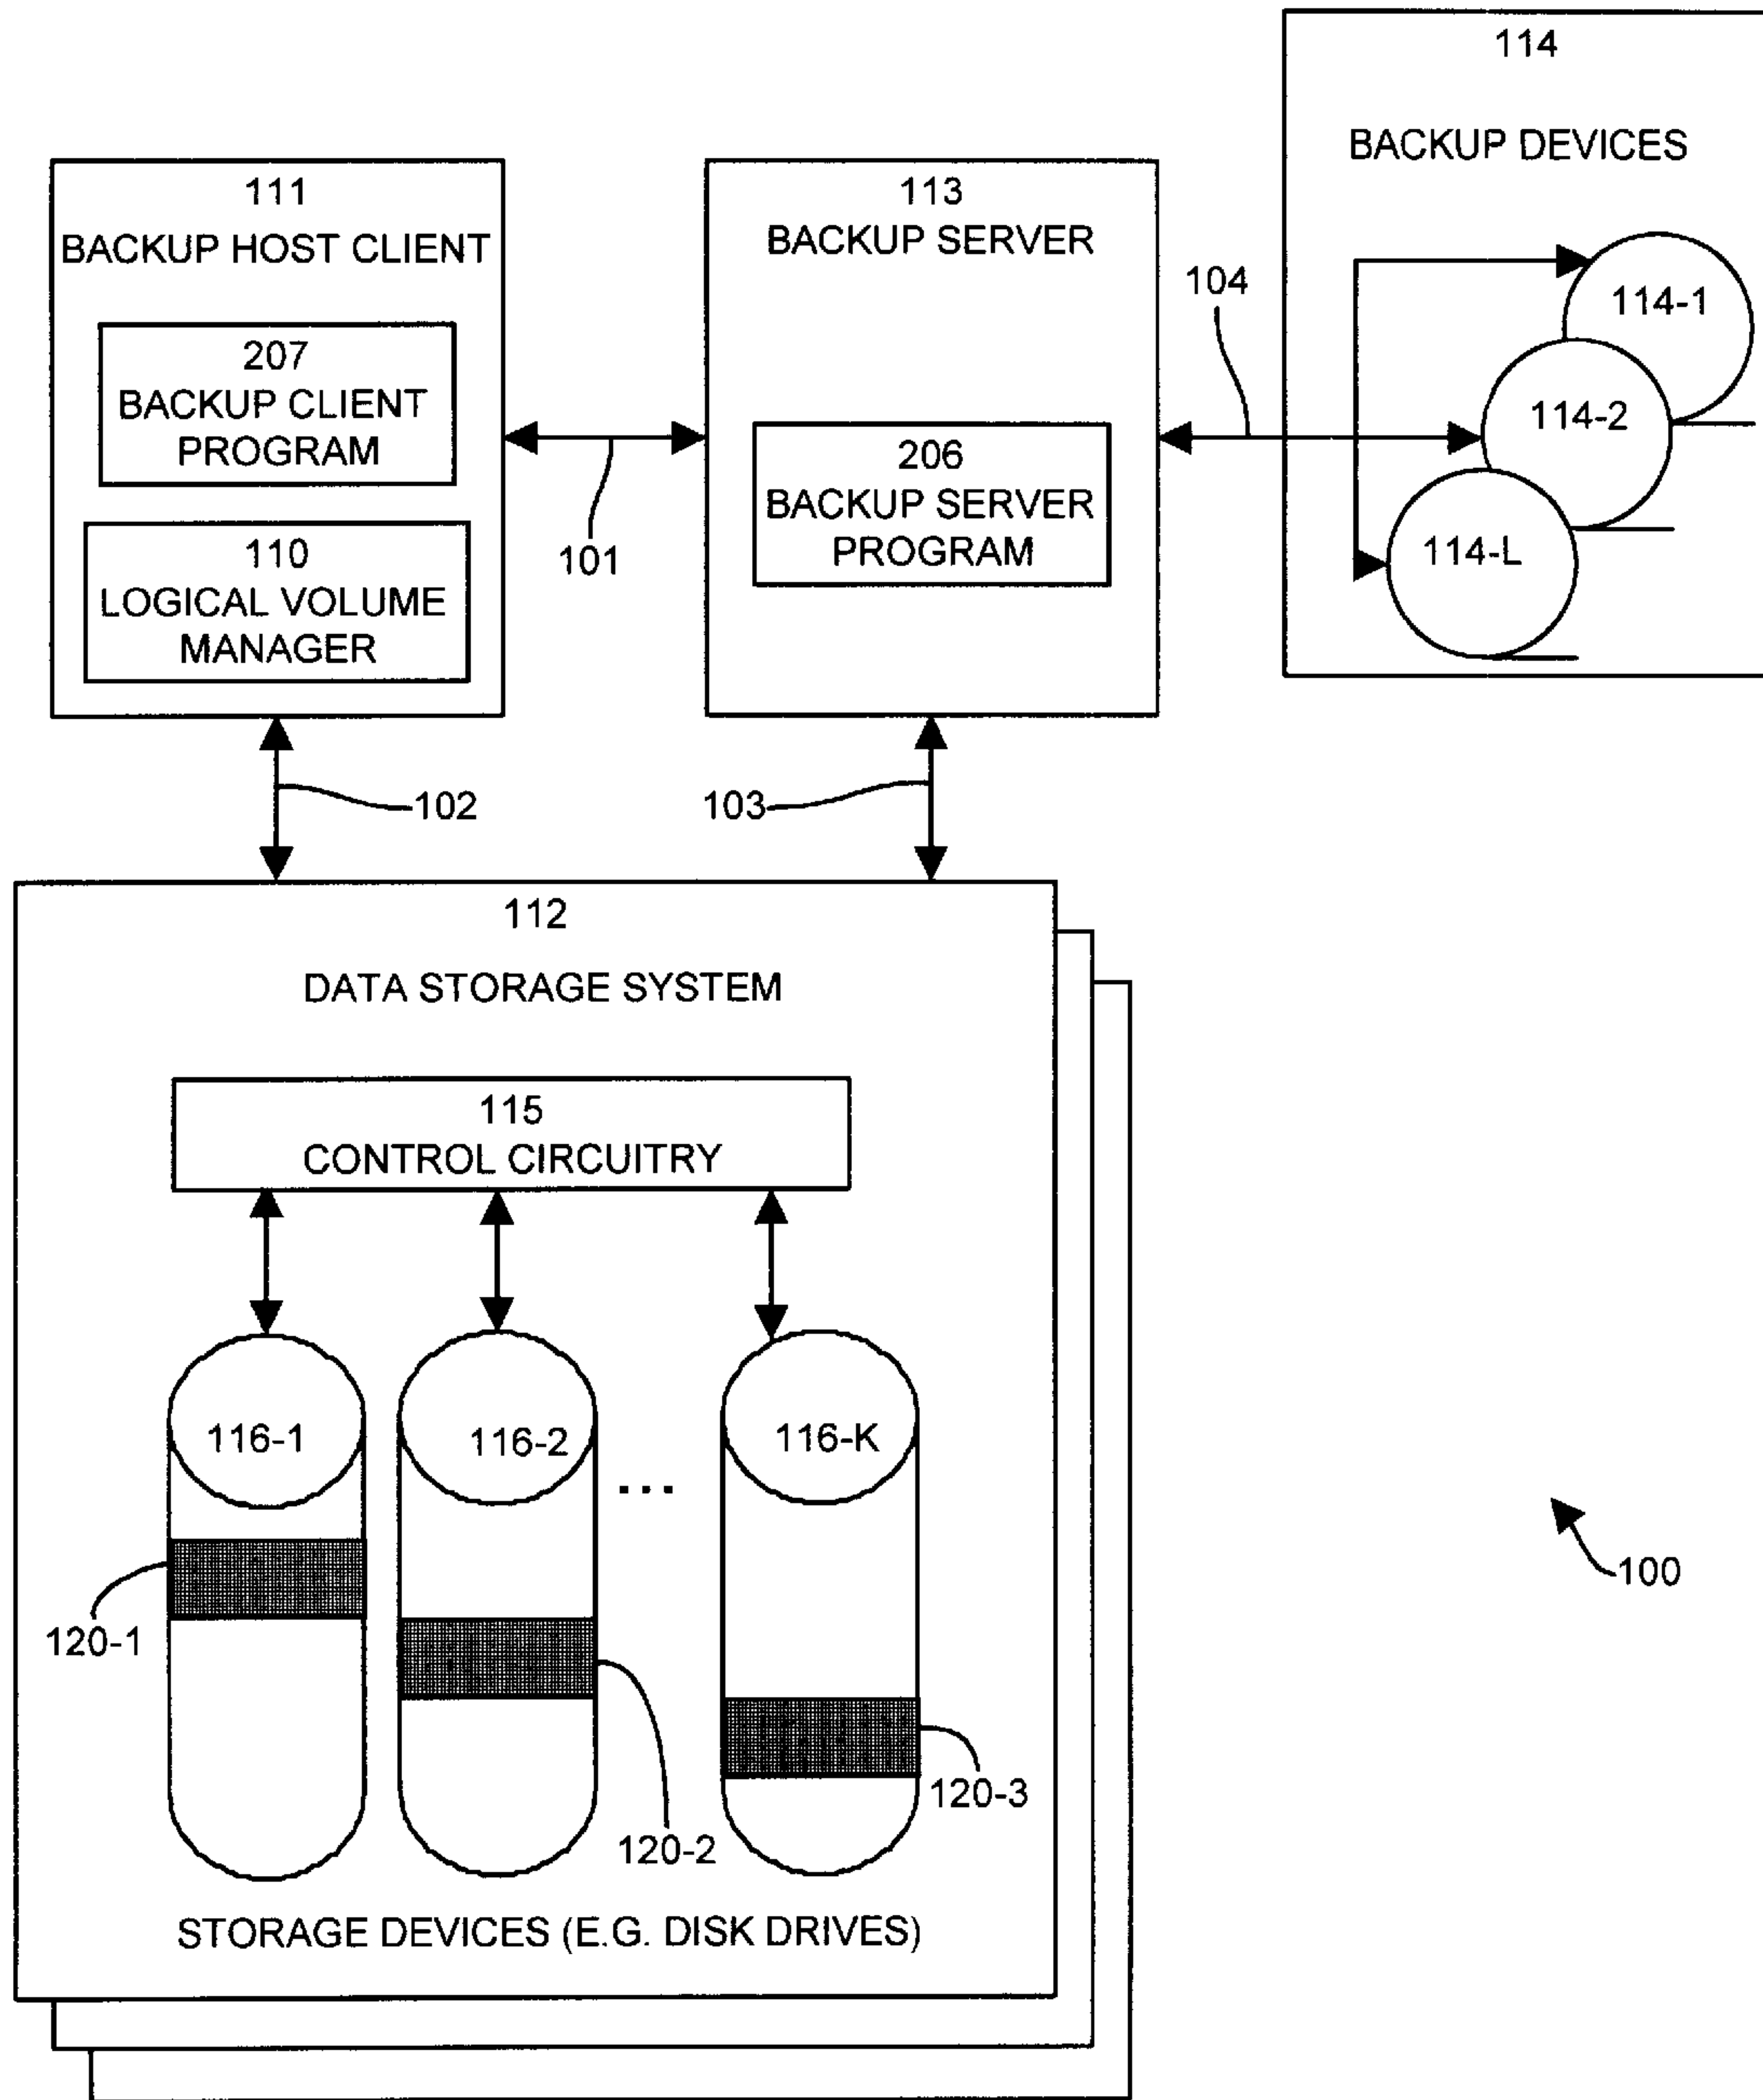 114
BACKUP DEVICES
114-1
114-2
114-L
104
111
BACKUP HOST CLIENT
207
BACKUP CLIENT
PROGRAM
110
LOGICAL VOLUME
MANAGER
101
113
BACKUP SERVER
206
BACKUP SERVER
PROGRAM
102
103
112
DATA STORAGE SYSTEM
115
CONTROL CIRCUITRY
116-1
116-2
...
116-K
120-1
120-2
120-3
STORAGE DEVICES (E.G. DISK DRIVES)
100